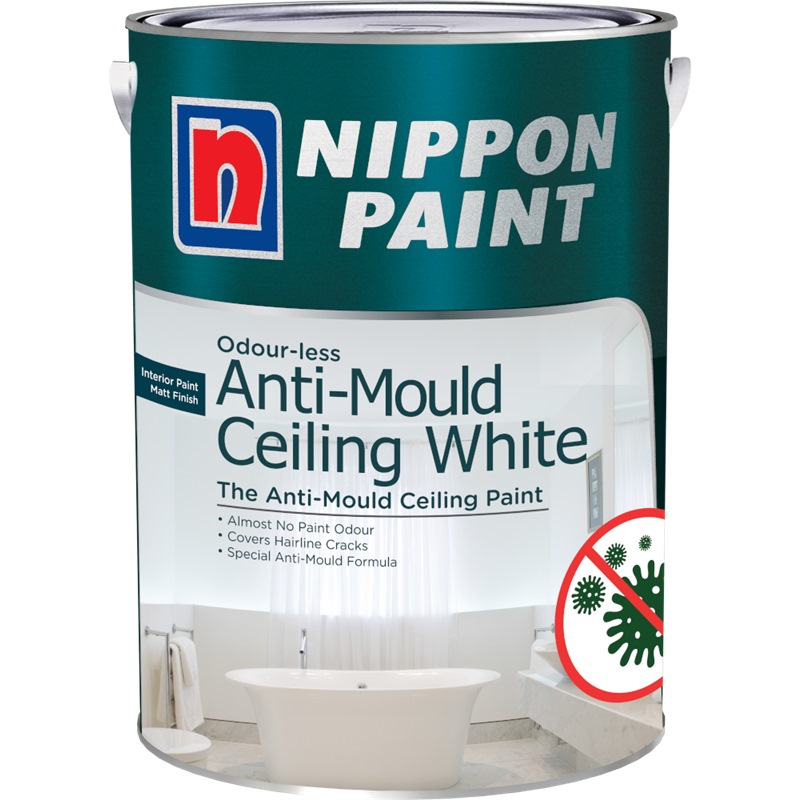 n
NIPPON
PAINT
Odour-less
Interior Paint
Matt Finish
Anti-Mould
Ceiling White
The Anti-Mould Ceiling Paint
• Almost No Paint Odour
• Covers Hairline Cracks
• Special Anti-Mould Formula